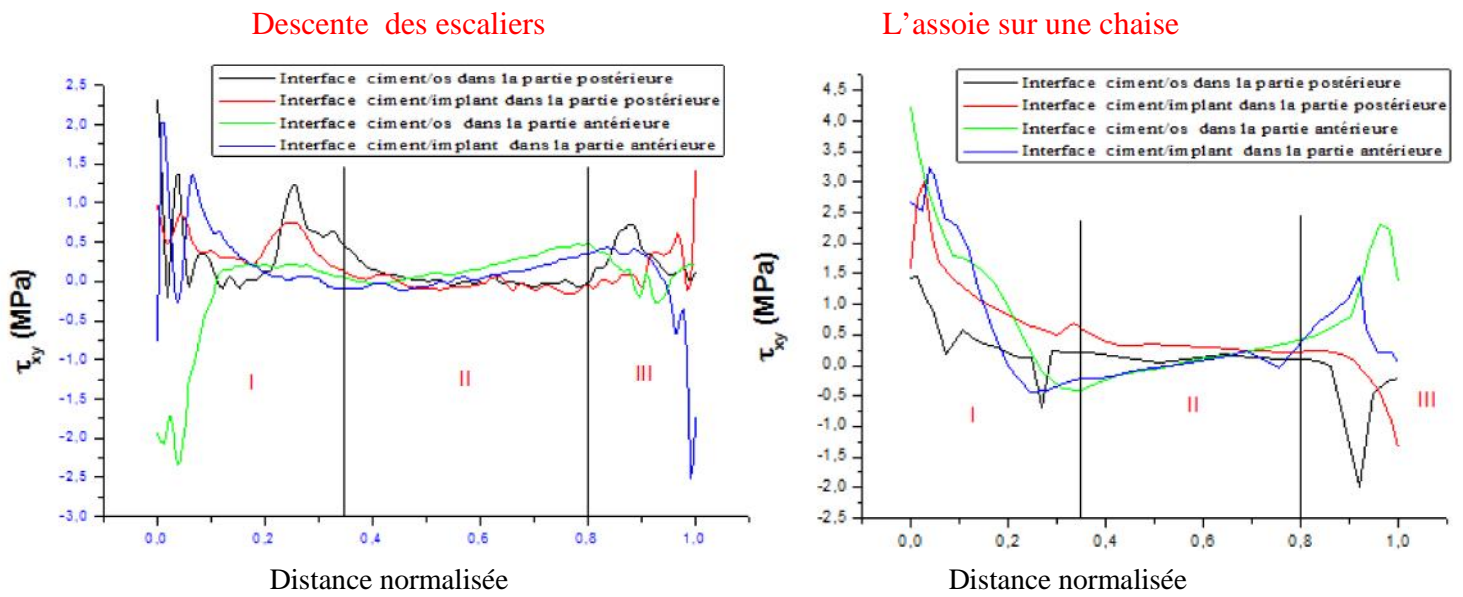 Descente des escaliers
Interface ciment/os dans la partie postérieure
Interface ciment/implant dans la partie postérieure
Interface ciment/os dans la partie antérieure
Interface ciment/implant dans la partie antérieure
2,5
2,0
1,5
1,0
0,5
0,0
-0,5
-1,0
-1,5
-2,0
-2,5
-3,0
τxy (MPa)
I
II
III
0,0 0,2 0,4 0,6 0,8 1,0
Distance normalisée
L’assoie sur une chaise
Interface ciment/os dans la partie postérieure
Interface ciment/implant dans la partie postérieure
Interface ciment/os dans la partie antérieure
Interface ciment/implant dans la partie antérieure
4,5
4,0
3,5
3,0
2,5
2,0
1,5
1,0
0,5
0,0
-0,5
-1,0
-1,5
-2,0
-2,5
τxy (MPa)
I
II
III
0,0 0,2 0,4 0,6 0,8 1,0
Distance normalisée